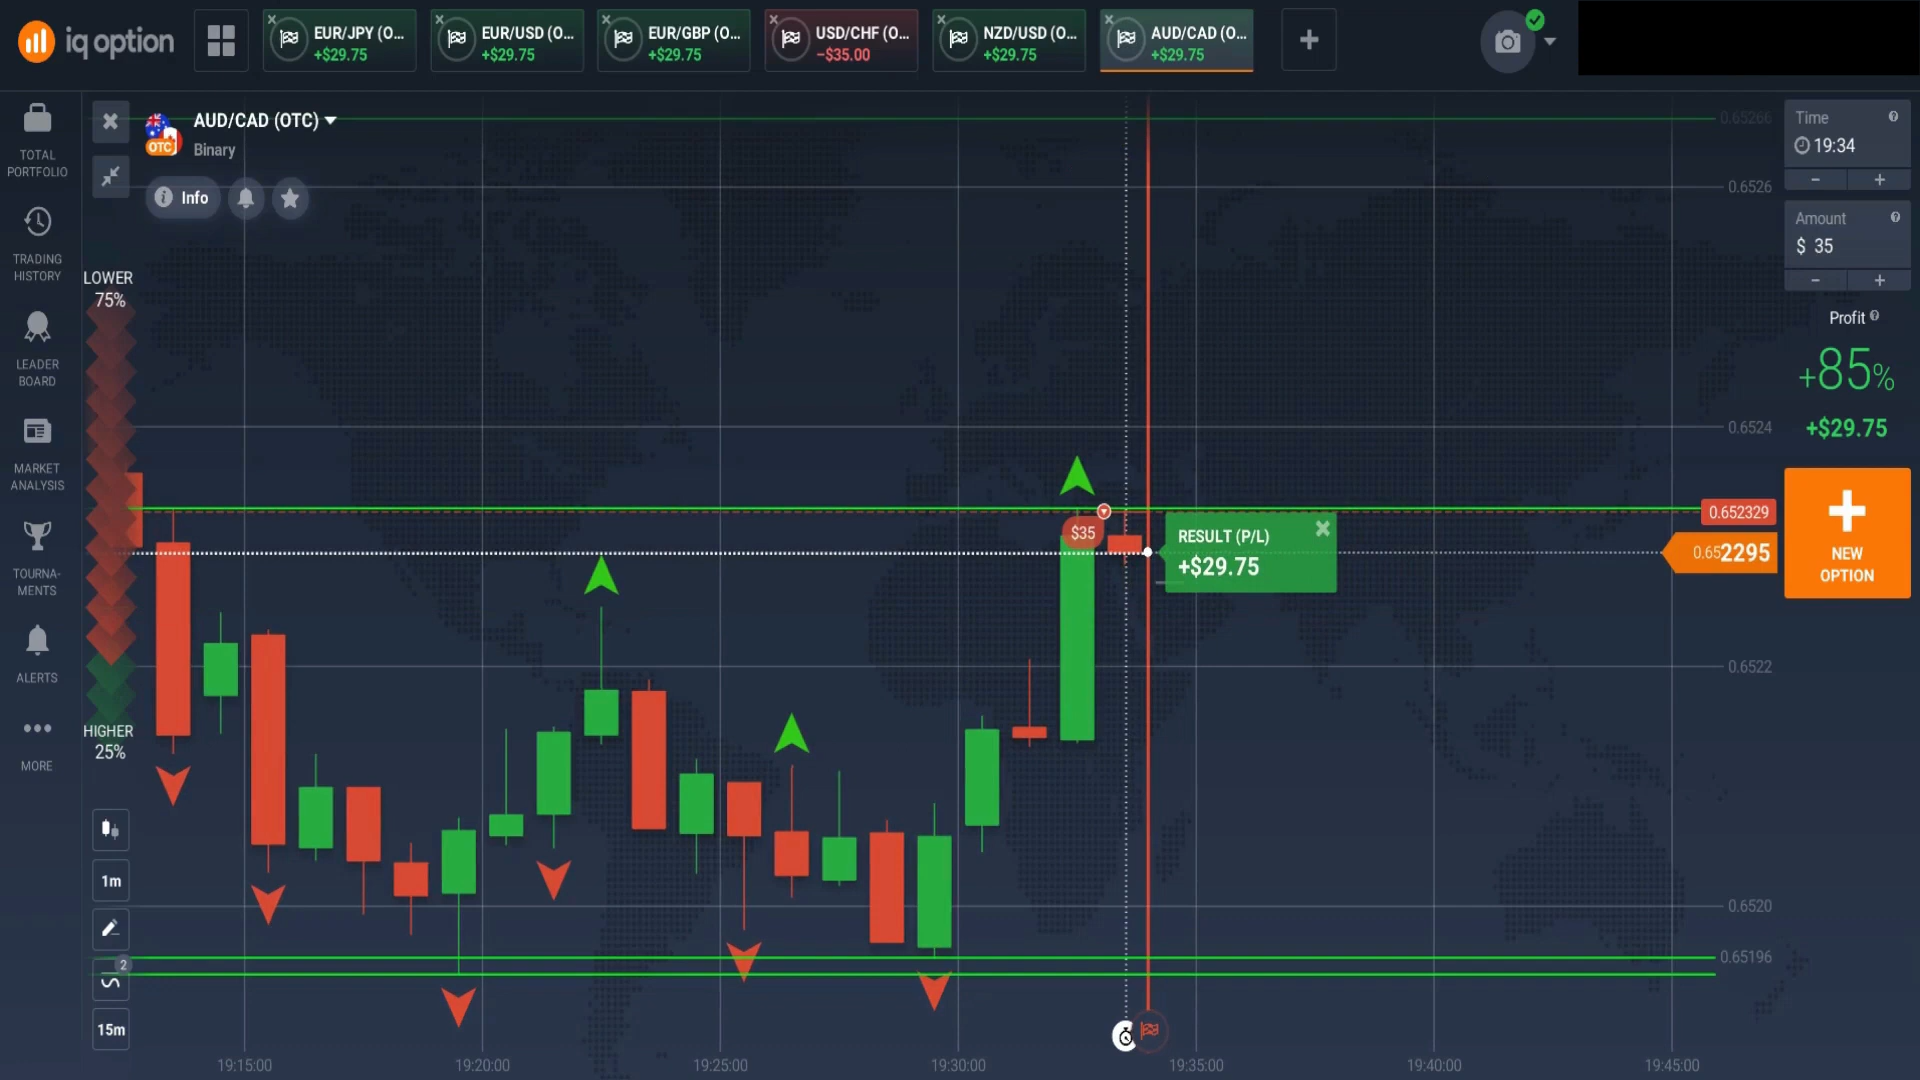 iq option
EUR/JPY (O...
+$29.75
EUR/USD (O...
+$29.75
EUR/GBP (O...
+$29.75
USD/CHF (O...
−$35.00
NZD/USD (O...
+$29.75
AUD/CAD (O...
+$29.75
TOTAL
PORTFOLIO
TRADING
HISTORY
LEADER
BOARD
MARKET
ANALYSIS
TOURNA-
MENTS
ALERTS
MORE
AUD/CAD (OTC)
OTC
Binary
Info
LOWER
75%
HIGHER
25%
1m
2
15m
$35
RESULT (P/L)
+$29.75
0.65266
0.6526
0.6524
0.652329
0.652295
0.6522
0.6520
0.65196
19:15:00
19:20:00
19:25:00
19:30:00
19:35:00
19:40:00
19:45:00
Time
19:34
− +
Amount
$ 35
− +
Profit
+85%
+$29.75
NEW
OPTION